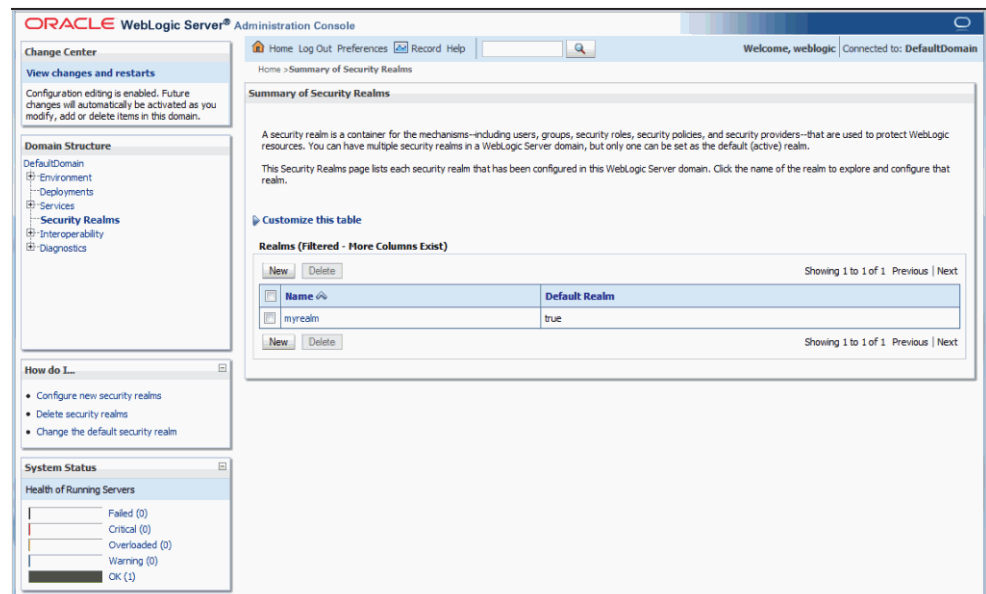 ORACLE WebLogic Server® Administration Console
Change Center
View changes and restarts
Configuration editing is enabled. Future
changes will automatically be activated as you
modify, add or delete items in this domain.
Domain Structure
DefaultDomain
Environment
Deployments
Services
Security Realms
Interoperability
Diagnostics
How do I...
Configure new security realms
Delete security realms
Change the default security realm
System Status
Health of Running Servers
Failed (0)
Critical (0)
Overloaded (0)
Warning (0)
OK (1)
Home Log Out Preferences Record Help
Welcome, weblogic Connected to: DefaultDomain
Home >Summary of Security Realms
Summary of Security Realms
A security realm is a container for the mechanisms--including users, groups, security roles, security policies, and security providers--that are used to protect WebLogic
resources. You can have multiple security realms in a WebLogic Server domain, but only one can be set as the default (active) realm.
This Security Realms page lists each security realm that has been configured in this WebLogic Server domain. Click the name of the realm to explore and configure that
realm.
Customize this table
Realms (Filtered - More Columns Exist)
New Delete Showing 1 to 1 of 1 Previous | Next
Name Default Realm
myrealm true
New Delete Showing 1 to 1 of 1 Previous | Next